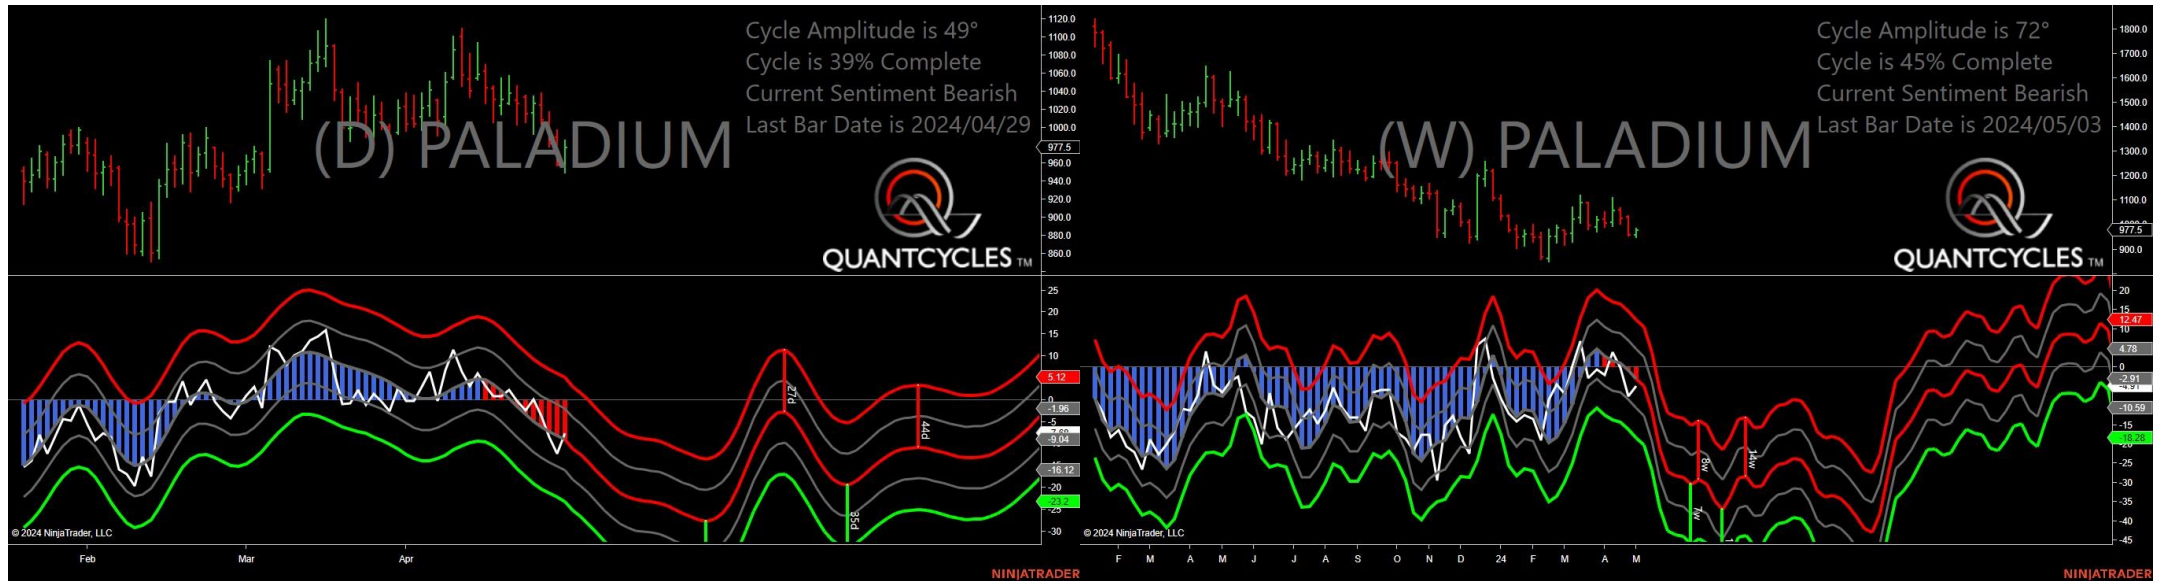 Cycle Amplitude is 49°
Cycle is 39% Complete
Current Sentiment Bearish
Last Bar Date is 2024/04/29
(D) PALADIUM
QUANTCYCLES TM
1120.0
1100.0
1080.0
1060.0
1040.0
1020.0
1000.0
977.5
960.0
940.0
920.0
900.0
880.0
860.0
25
20
15
10
5.12
0
-1.96
-5
-9.04
-16.12
-20
-23.2
-25
-30
27d
44d
85d
© 2024 NinjaTrader, LLC
Feb Mar Apr
NINJATRADER
Cycle Amplitude is 72°
Cycle is 45% Complete
Current Sentiment Bearish
Last Bar Date is 2024/05/03
(W) PALADIUM
QUANTCYCLES TM
1800.0
1700.0
1600.0
1500.0
1400.0
1300.0
1200.0
1100.0
977.5
900.0
20
15
12.47
10
4.78
0
-2.91
-4.91
-10.59
-15
-18.28
-20
-25
-30
-35
-40
-45
8w
14w
7w
© 2024 NinjaTrader, LLC
F M A M J J A S O N D 24 F M A M
NINJATRADER